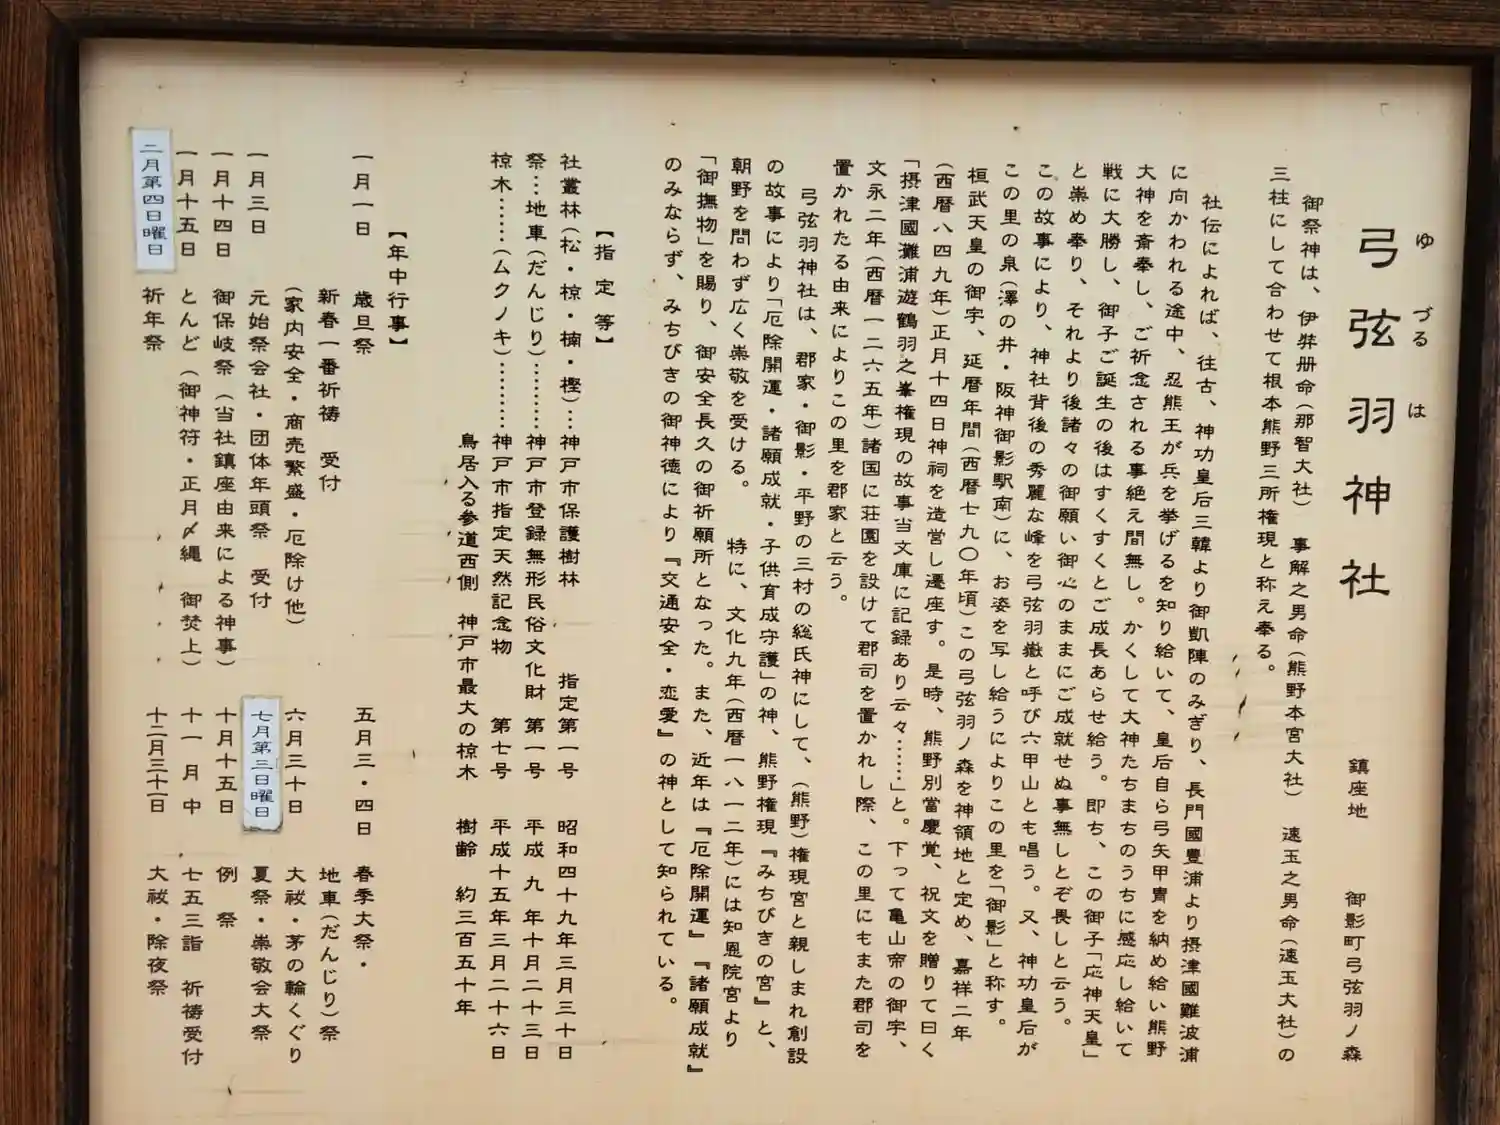 弓弦羽神社
ゆづるは
鎮座地 御影町弓弦羽ノ森
御祭神は、伊弉册命(那智大社) 事解之男命(熊野本宮大社) 速玉之男命(速玉大社)の
三柱にして合わせて根本熊野三所権現と称え奉る。
社伝によれば、往古、神功皇后三韓より御凱陣のみぎり、長門國豊浦より摂津國難波浦
に向かわれる途中、忍熊王が兵を挙げるを知り給いて、皇后自ら弓矢甲冑を納め給い熊野
大神を斎奉し、ご祈念される事絶え間無し。かくして大神たちまちのうちに感応し給いて
戦に大勝し、御子ご誕生の後はすくすくとご成長あらせ給う。即ち、この御子「応神天皇」
と崇め奉り、それより後諸々の御願い御心のままにご成就せぬ事無しとぞ畏しと云う。
この故事により、神社背後の秀麗な峰を弓弦羽嶽と呼び六甲山とも唱う。又、神功皇后が
この里の泉(澤の井・阪神御影駅南)に、お姿を写し給うによりこの里を「御影」と称す。
桓武天皇の御宇、延暦年間(西暦七九〇年頃)この弓弦羽ノ森を神領地と定め、嘉祥二年
(西暦八四九年)正月十四日神祠を造営し遷座す。是時、熊野別當慶覚、祝文を贈りて曰く
「摂津國灘浦遊鶴羽之峯権現の故事当文庫に記録あり云々……」と。下って亀山帝の御宇、
文永二年(西暦一二六五年)諸国に荘園を設けて郡司を置かれし際、この里にもまた郡司を
置かれたる由来によりこの里を郡家と云う。
弓弦羽神社は、郡家・御影・平野の三村の総氏神にして、(熊野)権現宮と親しまれ創設
の故事により「厄除開運・諸願成就・子供育成守護」の神、熊野権現『みちびきの宮』と、
朝野を問わず広く崇敬を受ける。 特に、文化九年(西暦一八一二年)には知恩院宮より
「御撫物」を賜り、御安全長久の御祈願所となった。また、近年は『厄除開運』『諸願成就』
のみならず、みちびきの御神徳により『交通安全・恋愛』の神として知られている。
【指定等】
社叢林(松・椋・楠・樫)… 神戸市保護樹林 指定第一号 昭和四十九年三月三十日
祭…地車(だんじり)……… 神戸市登録無形民俗文化財 第一号 平成九年十月二十三日
椋木……(ムクノキ)……… 神戸市指定天然記念物 第七号 平成十五年三月二十六日
鳥居入る参道西側 神戸市最大の椋木 樹齢 約三百五十年
【年中行事】
一月一日 歳旦祭
新春一番祈祷 受付
(家内安全・商売繁盛・厄除け他)
一月三日 元始祭会社・団体年頭祭 受付
一月十四日 御保岐祭(当社鎮座由来による神事)
一月十五日 とんど(御神符・正月〆縄 御焚上)
二月第四日曜日 祈年祭
五月三・四日 春季大祭・
地車(だんじり)祭
六月三十日 大祓・茅の輪くぐり
七月第三日曜日 夏祭・崇敬会大祭
十月十五日 例祭
十一月中 七五三詣 祈祷受付
十二月三十一日 大祓・除夜祭